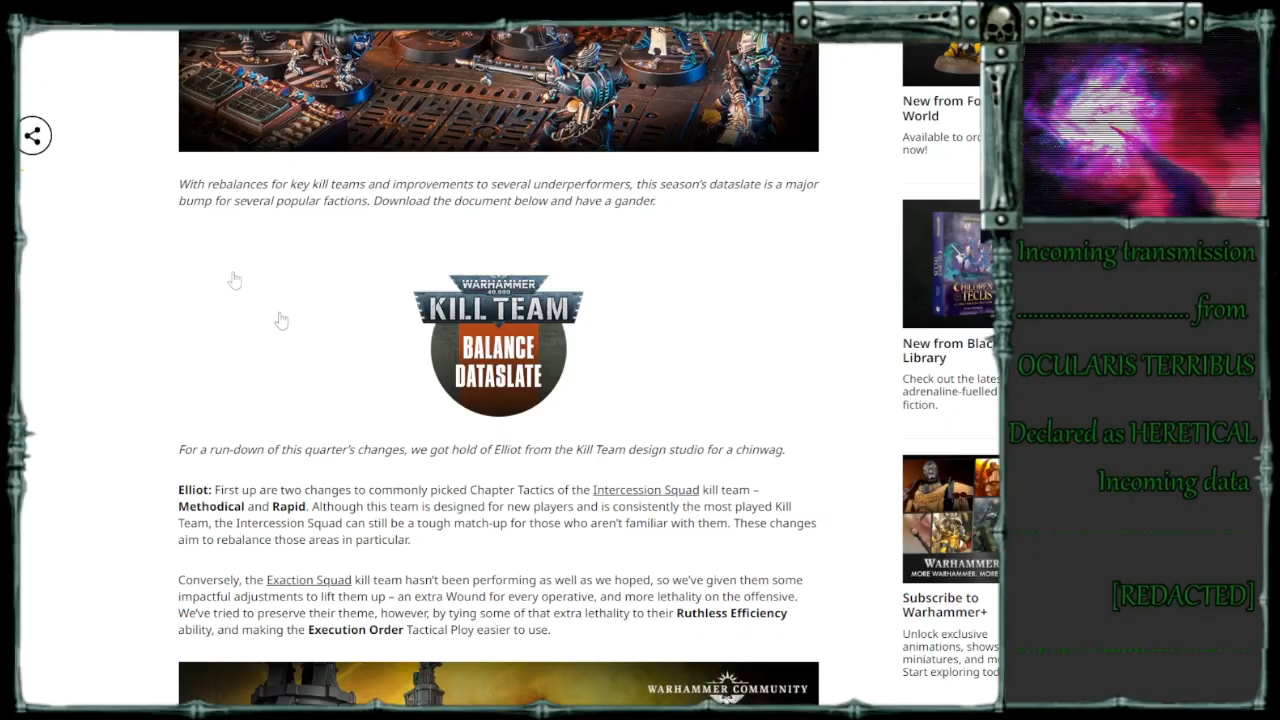 With rebalances for key kill teams and improvements to several underperformers, this season's dataslate is a major
bump for several popular factions. Download the document below and have a gander.
WARHAMMER
40,000
KILL TEAM
BALANCE
DATASLATE
For a run-down of this quarter's changes, we got hold of Elliot from the Kill Team design studio for a chinwag.
Elliot: First up are two changes to commonly picked Chapter Tactics of the Intercession Squad kill team –
Methodical and Rapid. Although this team is designed for new players and is consistently the most played Kill
Team, the Intercession Squad can still be a tough match-up for those who aren't familiar with them. These changes
aim to rebalance those areas in particular.
Conversely, the Exaction Squad kill team hasn't been performing as well as we hoped, so we've given them some
impactful adjustments to lift them up – an extra Wound for every operative, and more lethality on the offensive.
We've tried to preserve their theme, however, by tying some of that extra lethality to their Ruthless Efficiency
ability, and making the Execution Order Tactical Ploy easier to use.
WARHAMMER COMMUNITY
New from Fo
World
Available to or
now!
CHILDREN
TECLIS
New from Blac
Library
Check out the lates
adrenaline-fuelled
fiction.
WARHAMME
MORE WARHAMMER. MORE
Subscribe to
Warhammer+
Unlock exclusive
animations, shows
miniatures, and m
Start exploring tod
Incoming transmission
.............................. from
OCULARIS TERRIBUS
Declared as HERETICAL
Incoming data
[REDACTED]